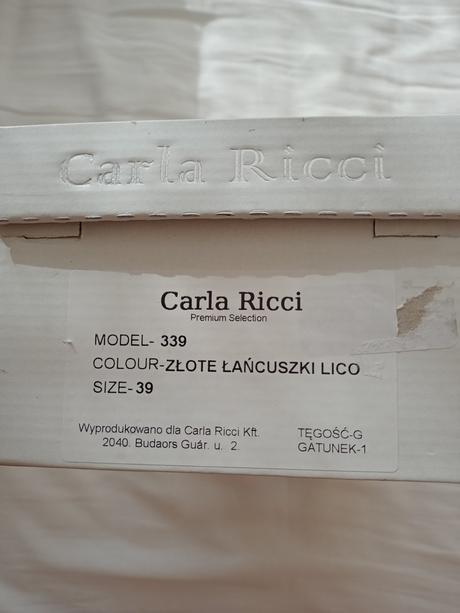 Carla Ricci
Carla Ricci
Premium Selection
MODEL- 339
COLOUR-ZŁOTE ŁAŃCUSZKI LICO
SIZE- 39
Wyprodukowano dla Carla Ricci Kft.
2040. Budaors Guár. u. 2.
TĘGOŚĆ-G
GATUNEK-1